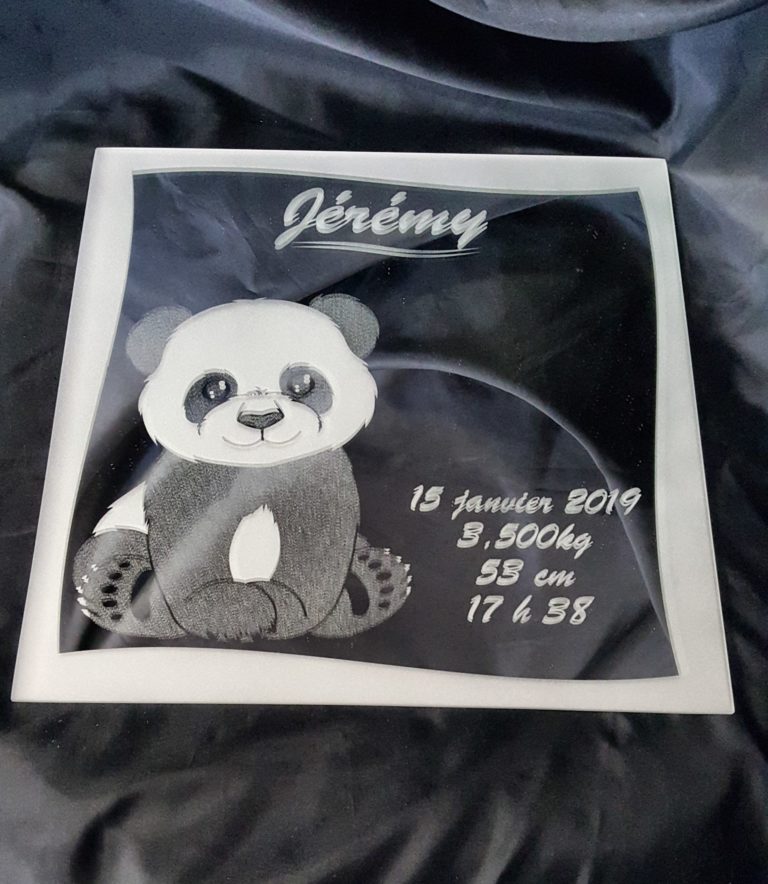 Jérémy
15 janvier 2019
3,500kg
53 cm
17 h 38